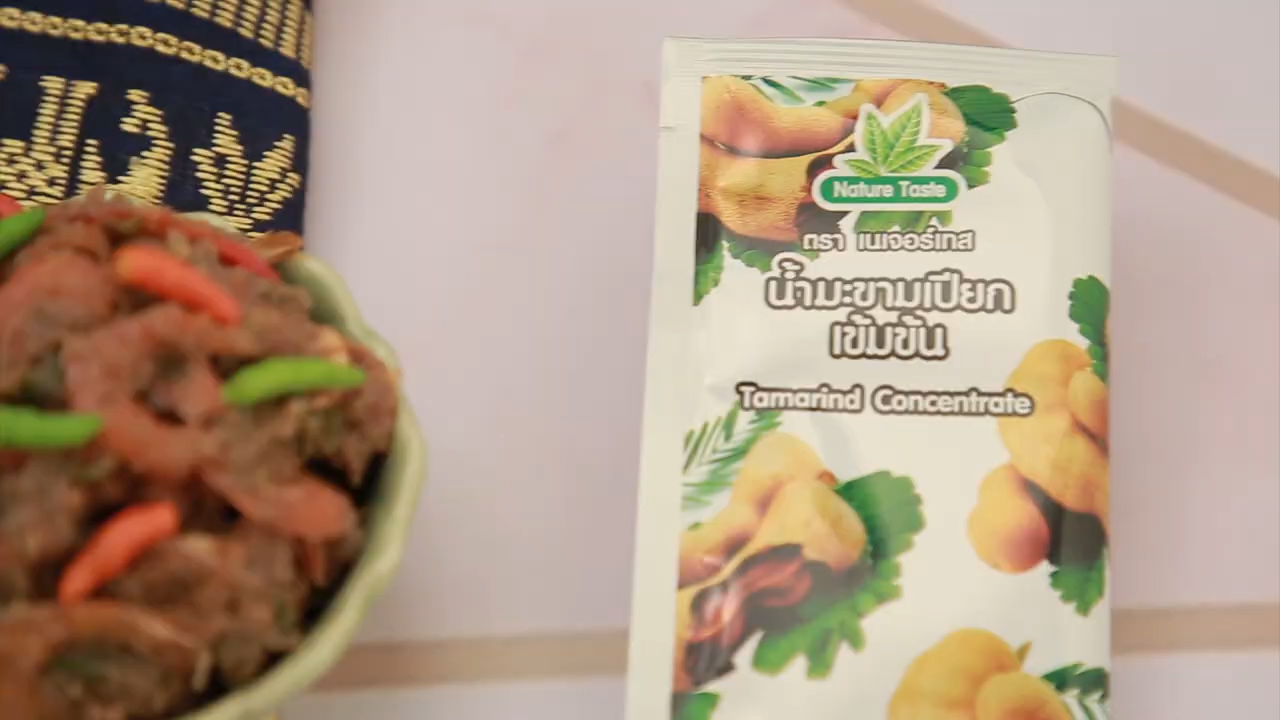 Nature Taste
ตรา เนเจอร์เทส
น้ำมะขามเปียก
เข้มข้น
Tamarind Concentrate